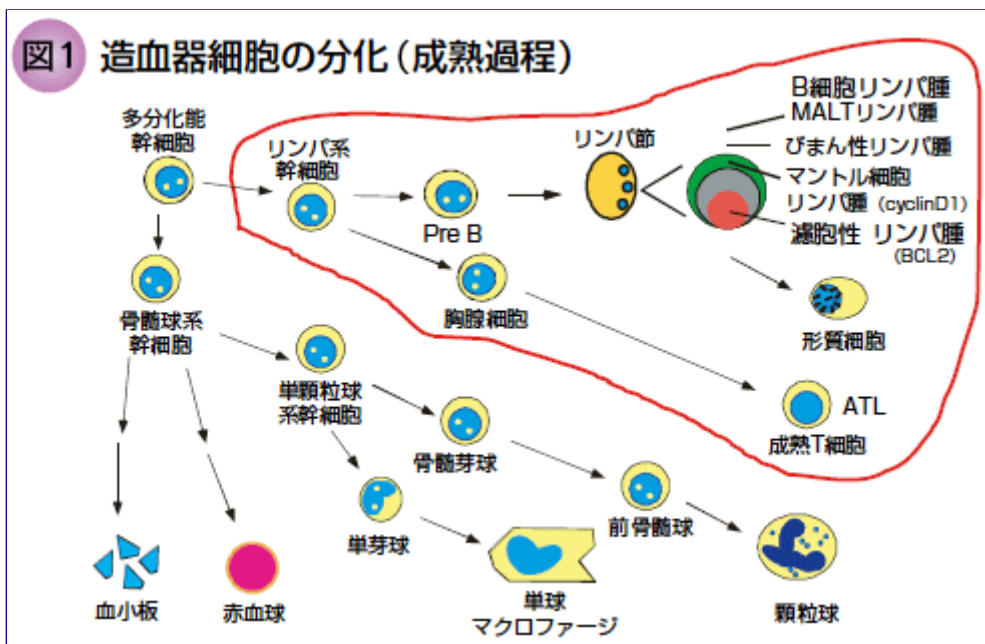 図1 造血器細胞の分化(成熟過程)
多分化能
幹細胞
リンパ系
幹細胞
Pre B
リンパ節
B細胞リンパ腫
MALTリンパ腫
びまん性リンパ腫
マントル細胞
リンパ腫 (cyclinD1)
濾胞性 リンパ腫
(BCL2)
胸腺細胞
形質細胞
ATL
成熟T細胞
骨髄球系
幹細胞
単顆粒球
系幹細胞
骨髄芽球
単芽球
前骨髄球
血小板
赤血球
単球
マクロファージ
顆粒球